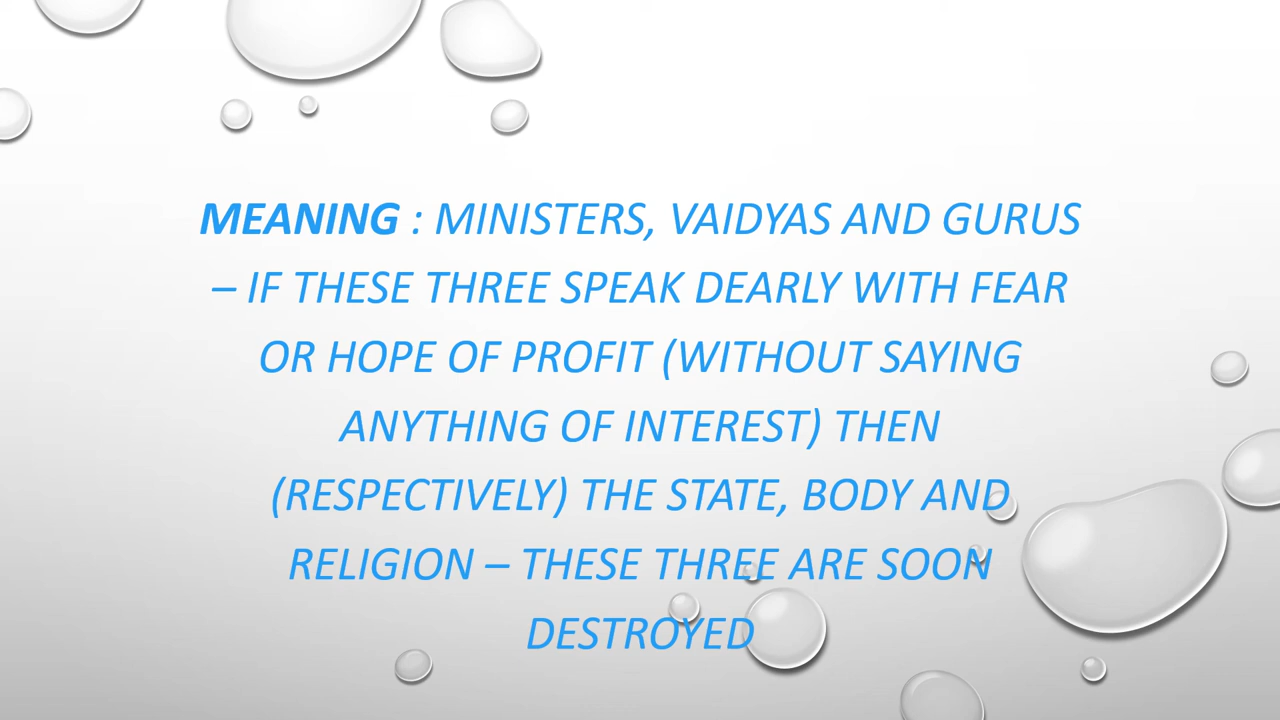 MEANING : MINISTERS, VAIDYAS AND GURUS
– IF THESE THREE SPEAK DEARLY WITH FEAR
OR HOPE OF PROFIT (WITHOUT SAYING
ANYTHING OF INTEREST) THEN
(RESPECTIVELY) THE STATE, BODY AND
RELIGION – THESE THREE ARE SOON
DESTROYED